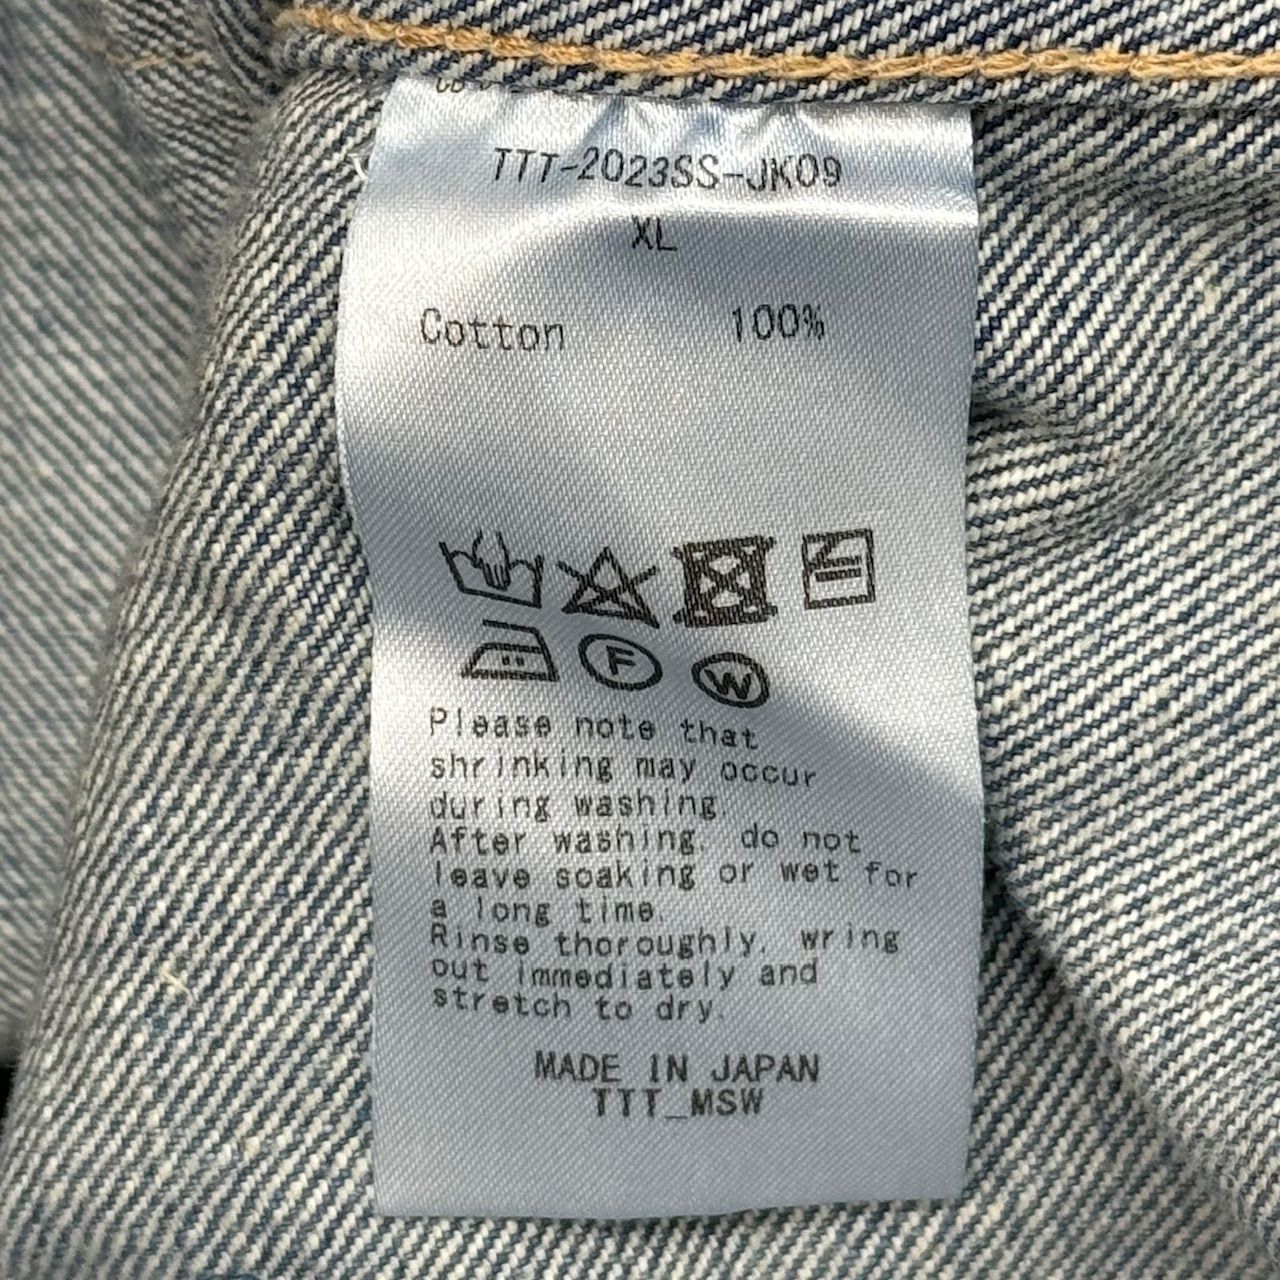 TTT-2023SS-JK09
XL
Cotton 100%
F
W
Please note that
shrinking may occur
during washing.
After washing, do not
leave soaking or wet for
a long time.
Rinse thoroughly, wring
out immediately and
stretch to dry.
MADE IN JAPAN
TTT_MSW